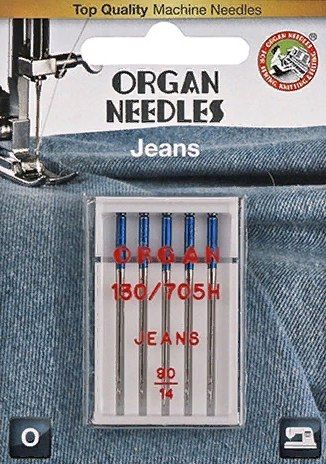 Top Quality Machine Needles
ORGAN
NEEDLES
®
Jeans
ORGAN
130/705H
JEANS
90
14
O